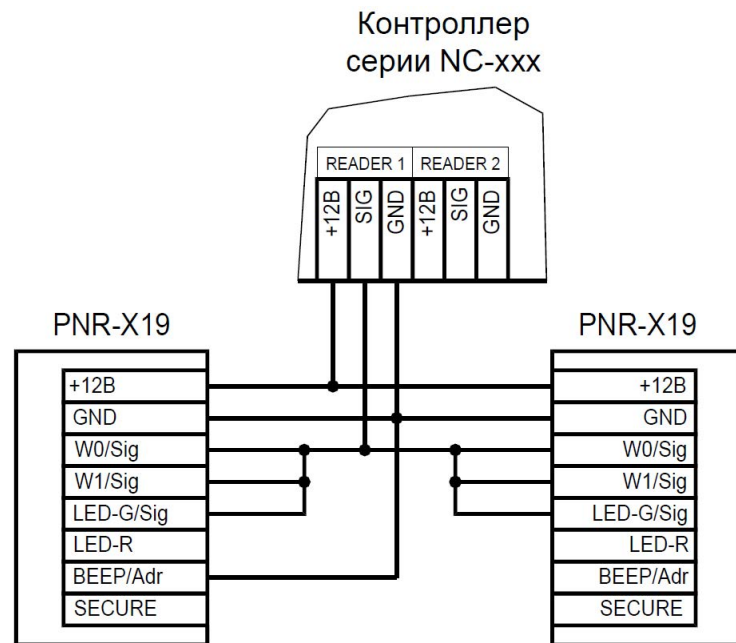 Контроллер
серии NC-xxx
READER 1 READER 2
+12В SIG GND +12В SIG GND
PNR-X19
+12В
GND
W0/Sig
W1/Sig
LED-G/Sig
LED-R
BEEP/Adr
SECURE
PNR-X19
+12В
GND
W0/Sig
W1/Sig
LED-G/Sig
LED-R
BEEP/Adr
SECURE